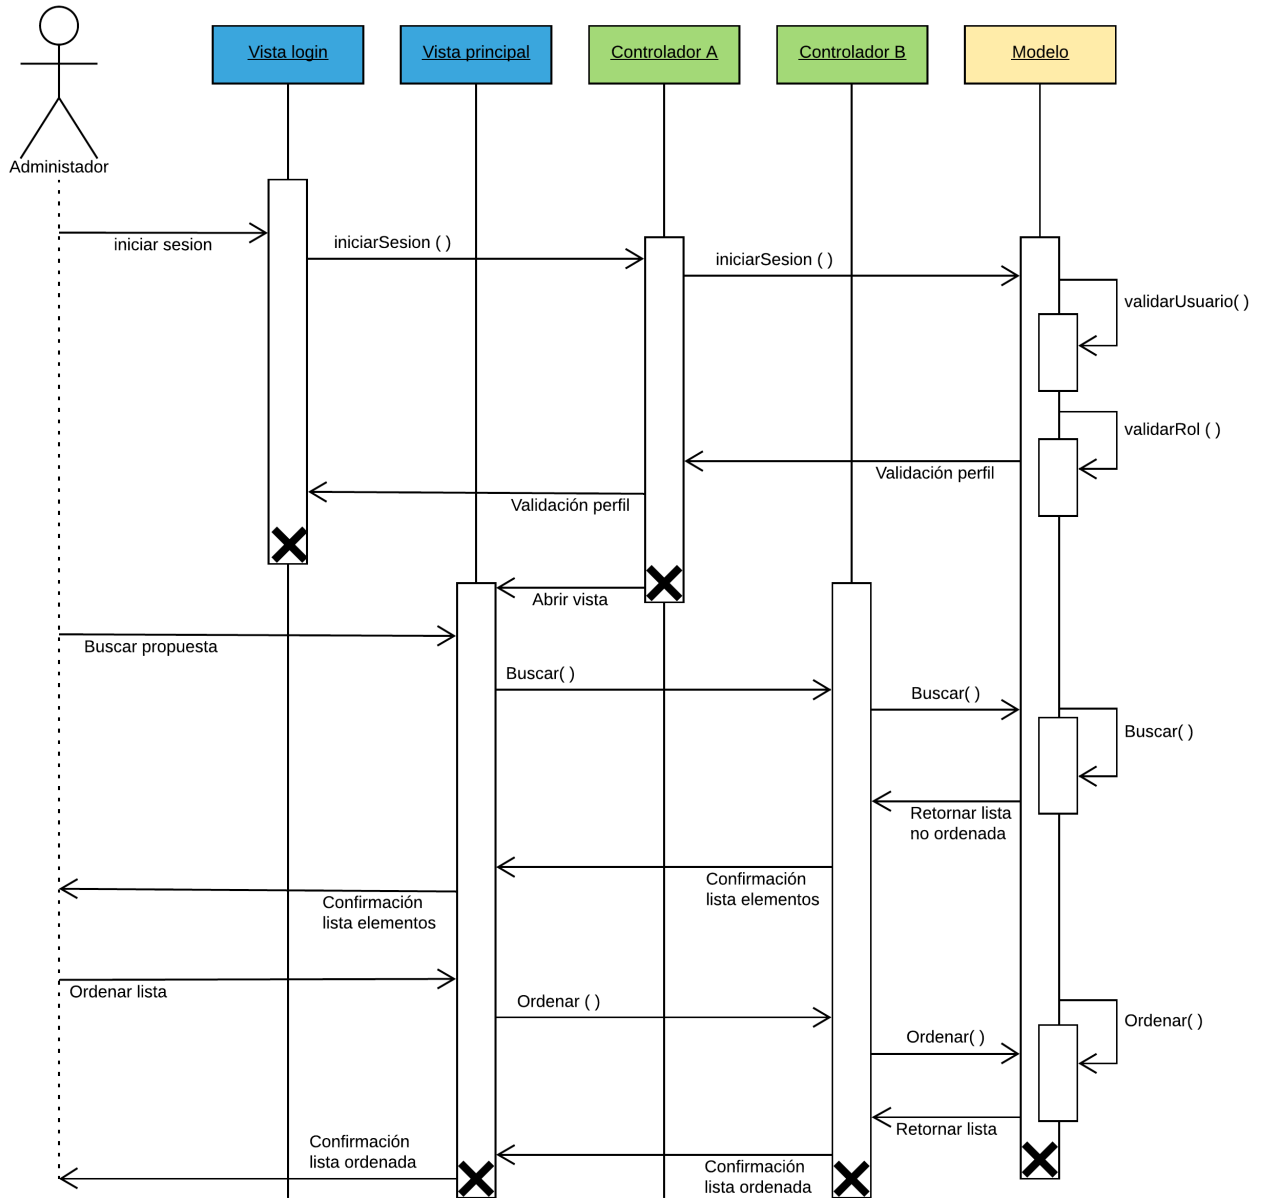 Vista login
Vista principal
Controlador A
Controlador B
Modelo
Administador
iniciar sesion
iniciarSesion ( )
iniciarSesion ( )
validarUsuario( )
validarRol ( )
Validación perfil
Validación perfil
Abrir vista
Buscar propuesta
Buscar( )
Buscar( )
Buscar( )
Retornar lista
no ordenada
Confirmación
lista elementos
Confirmación
lista elementos
Ordenar lista
Ordenar ( )
Ordenar( )
Ordenar( )
Retornar lista
Confirmación
lista ordenada
Confirmación
lista ordenada